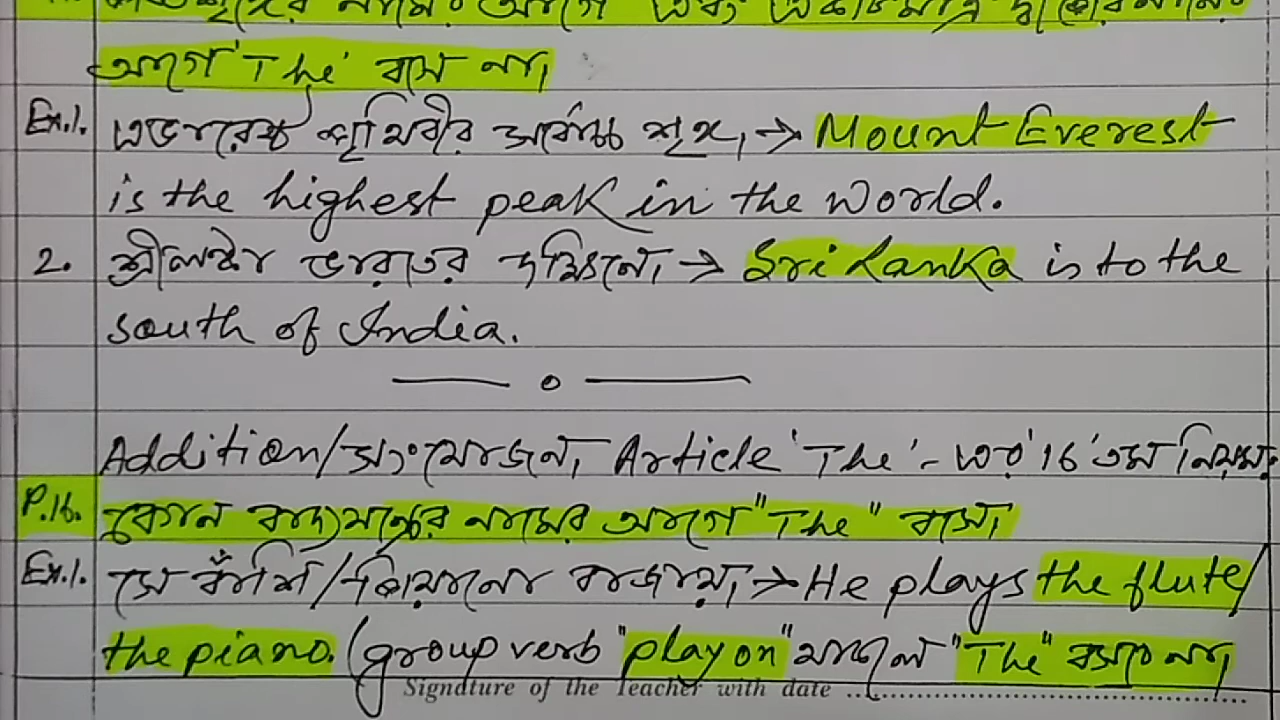 আগে 'The' বসে না।
Ex.1. এভারেস্ট পৃথিবীর সর্বোচ্চ শৃঙ্গ। → Mount Everest
is the highest peak in the world.
2. শ্রীলঙ্কা ভারতের দক্ষিণে। → Sri Lanka is to the
south of India.
Addition/সংযোজন। Article 'The' - এর '16' তম নিয়ম:
P.16. কোন বাদ্যযন্ত্রের নামের আগে "The" বসে।
Ex.1. সে বাঁশি/পিয়ানো বাজায়। → He plays the flute/
the piano. (group verb "play on" থাকলে "The" বসবে না।
Signature of the Teacher with date